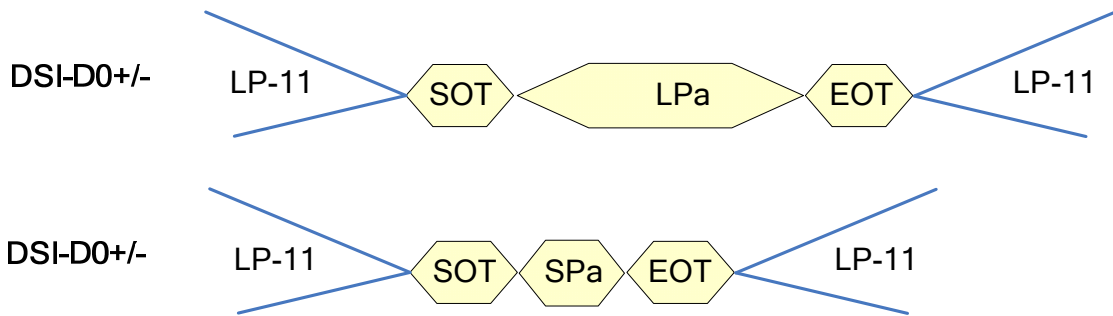 DSI-D0+/- LP-11 SOT LPa EOT LP-11
DSI-D0+/- LP-11 SOT SPa EOT LP-11